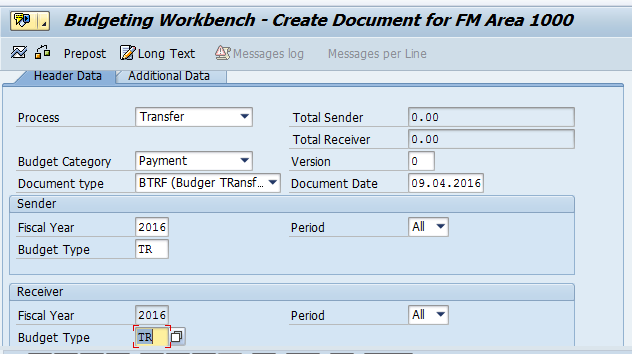 Budgeting Workbench - Create Document for FM Area 1000
Prepost Long Text Messages log Messages per Line
Header Data Additional Data
Process Transfer Total Sender 0.00
Total Receiver 0.00
Budget Category Payment Version 0
Document type BTRF (Budger TRansf... Document Date 09.04.2016
Sender
Fiscal Year 2016 Period All
Budget Type TR
Receiver
Fiscal Year 2016 Period All
Budget Type TR